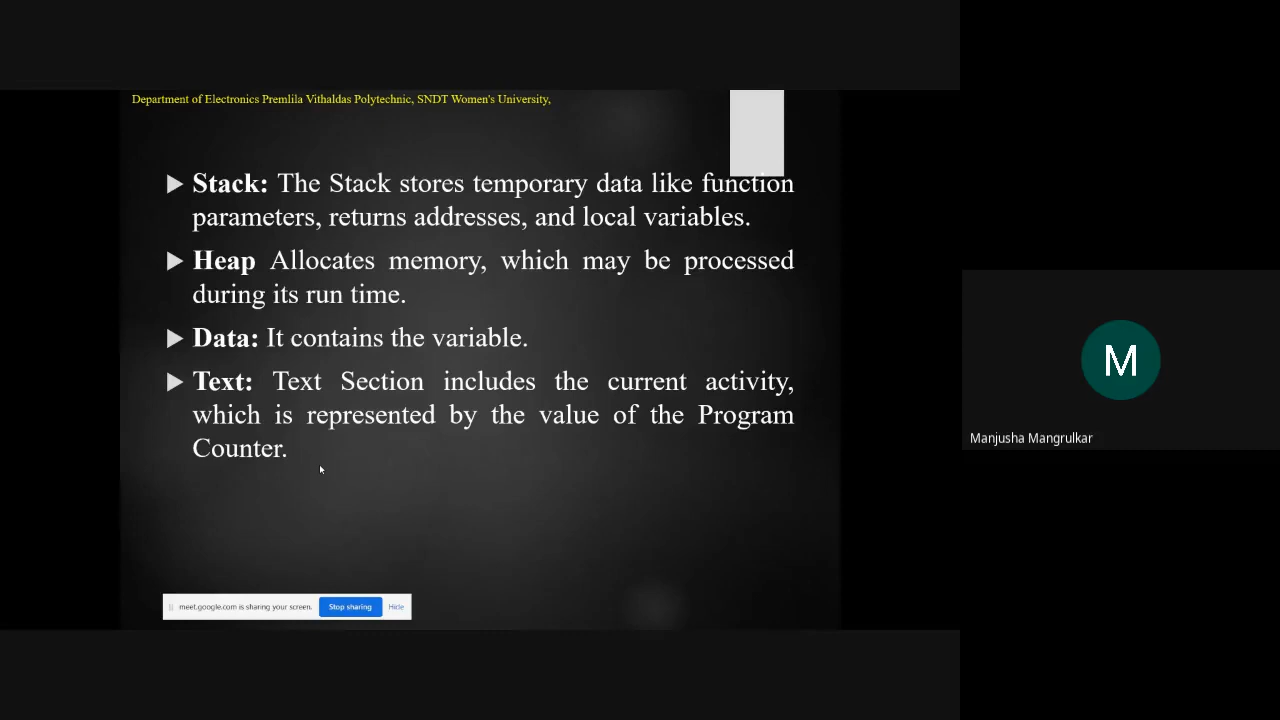 Department of Electronics Premlila Vithaldas Polytechnic, SNDT Women's University,
Stack: The Stack stores temporary data like function
parameters, returns addresses, and local variables.
Heap Allocates memory, which may be processed
during its run time.
Data: It contains the variable.
Text: Text Section includes the current activity,
which is represented by the value of the Program
Counter.
M
Manjusha Mangrulkar
meet.google.com is sharing your screen. Stop sharing Hide